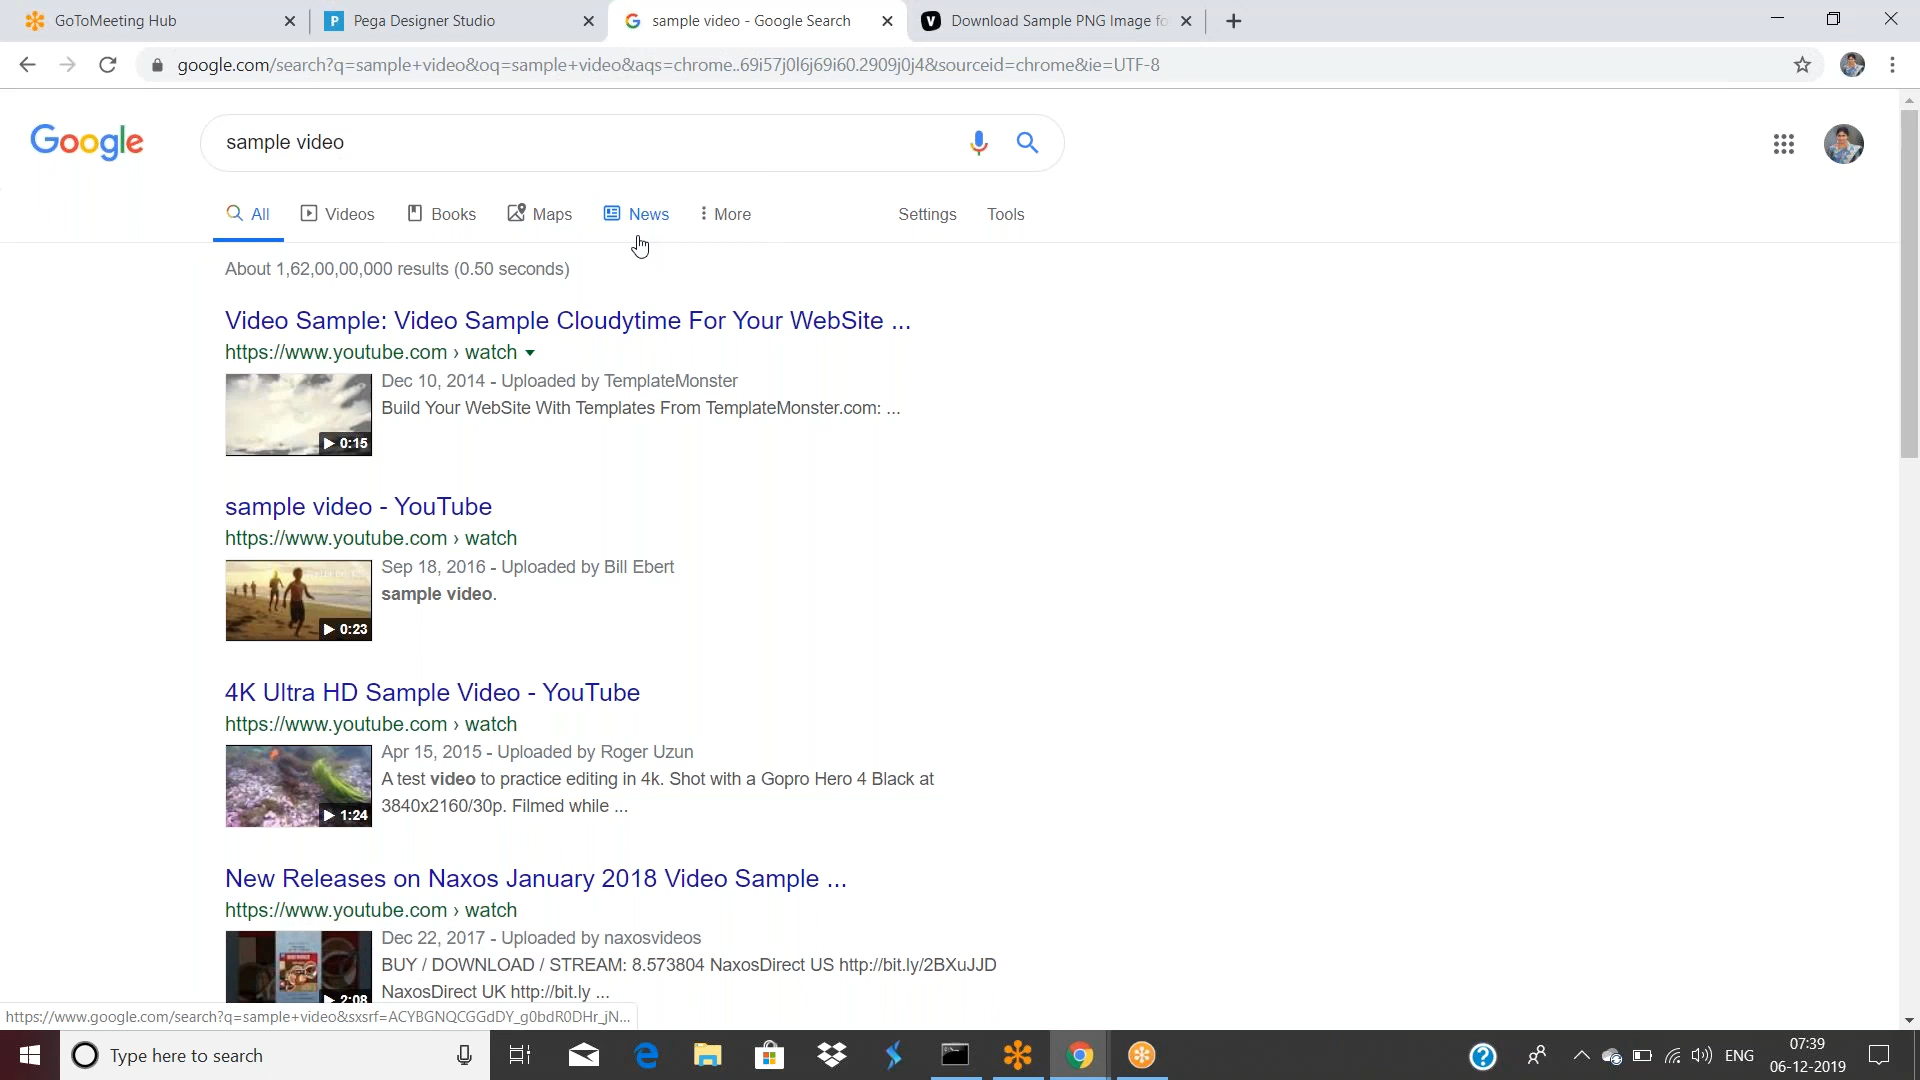 GoToMeeting Hub
Pega Designer Studio
sample video - Google Search
Download Sample PNG Image fo
google.com/search?q=sample+video&oq=sample+video&aqs=chrome..69i57j0l6j69i60.2909j0j4&sourceid=chrome&ie=UTF-8
Google
sample video
All Videos Books Maps News More Settings Tools
About 1,62,00,00,000 results (0.50 seconds)
Video Sample: Video Sample Cloudytime For Your WebSite ...
https://www.youtube.com › watch
Dec 10, 2014 - Uploaded by TemplateMonster
Build Your WebSite With Templates From TemplateMonster.com: ...
0:15
sample video - YouTube
https://www.youtube.com › watch
Sep 18, 2016 - Uploaded by Bill Ebert
sample video.
0:23
4K Ultra HD Sample Video - YouTube
https://www.youtube.com › watch
Apr 15, 2015 - Uploaded by Roger Uzun
A test video to practice editing in 4k. Shot with a Gopro Hero 4 Black at
3840x2160/30p. Filmed while ...
1:24
New Releases on Naxos January 2018 Video Sample ...
https://www.youtube.com › watch
Dec 22, 2017 - Uploaded by naxosvideos
BUY / DOWNLOAD / STREAM: 8.573804 NaxosDirect US http://bit.ly/2BXuJJD
NaxosDirect UK http://bit.ly ...
2:08
https://www.google.com/search?q=sample+video&sxsrf=ACYBGNQCGGdDY_g0bdR0DHr_jN...
Type here to search
ENG
07:39
06-12-2019